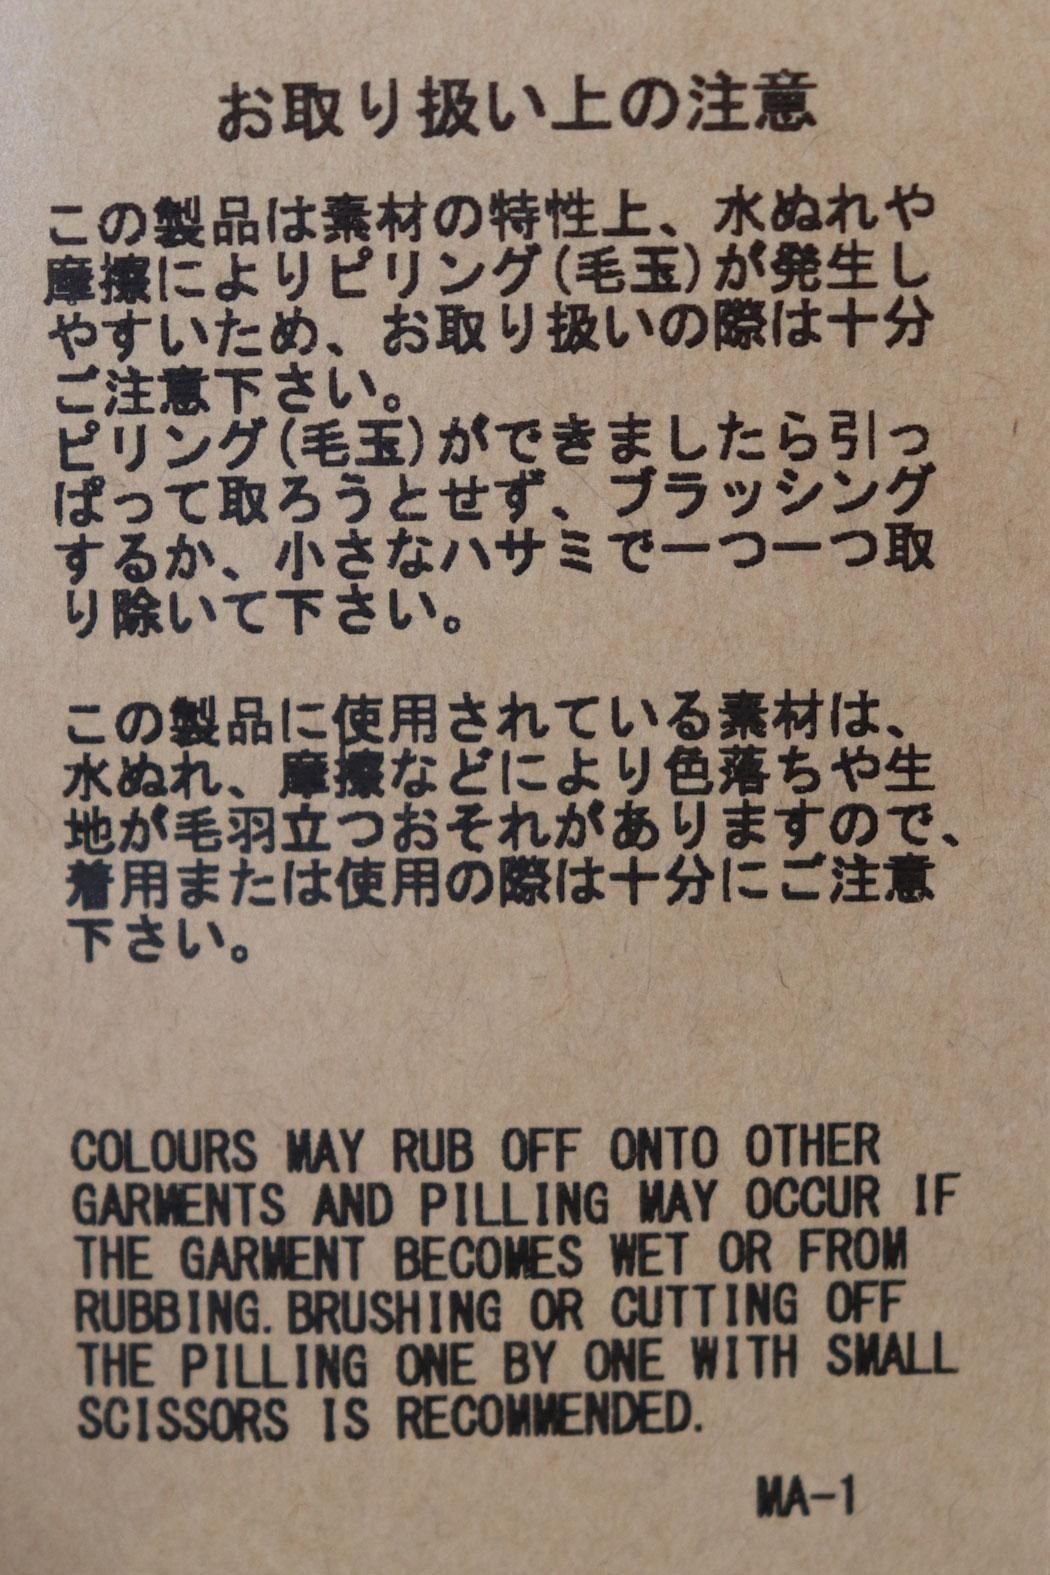 お取り扱い上の注意
この製品は素材の特性上、水ぬれや
摩擦によりピリング(毛玉)が発生し
やすいため、お取り扱いの際は十分
ご注意下さい。
ピリング(毛玉)ができましたら引っ
ぱって取ろうとせず、ブラッシング
するか、小さなハサミで一つ一つ取
り除いて下さい。
この製品に使用されている素材は、
水ぬれ、摩擦などにより色落ちや生
地が毛羽立つおそれがありますので、
着用または使用の際は十分にご注意
下さい。
COLOURS MAY RUB OFF ONTO OTHER
GARMENTS AND PILLING MAY OCCUR IF
THE GARMENT BECOMES WET OR FROM
RUBBING. BRUSHING OR CUTTING OFF
THE PILLING ONE BY ONE WITH SMALL
SCISSORS IS RECOMMENDED.
MA-1